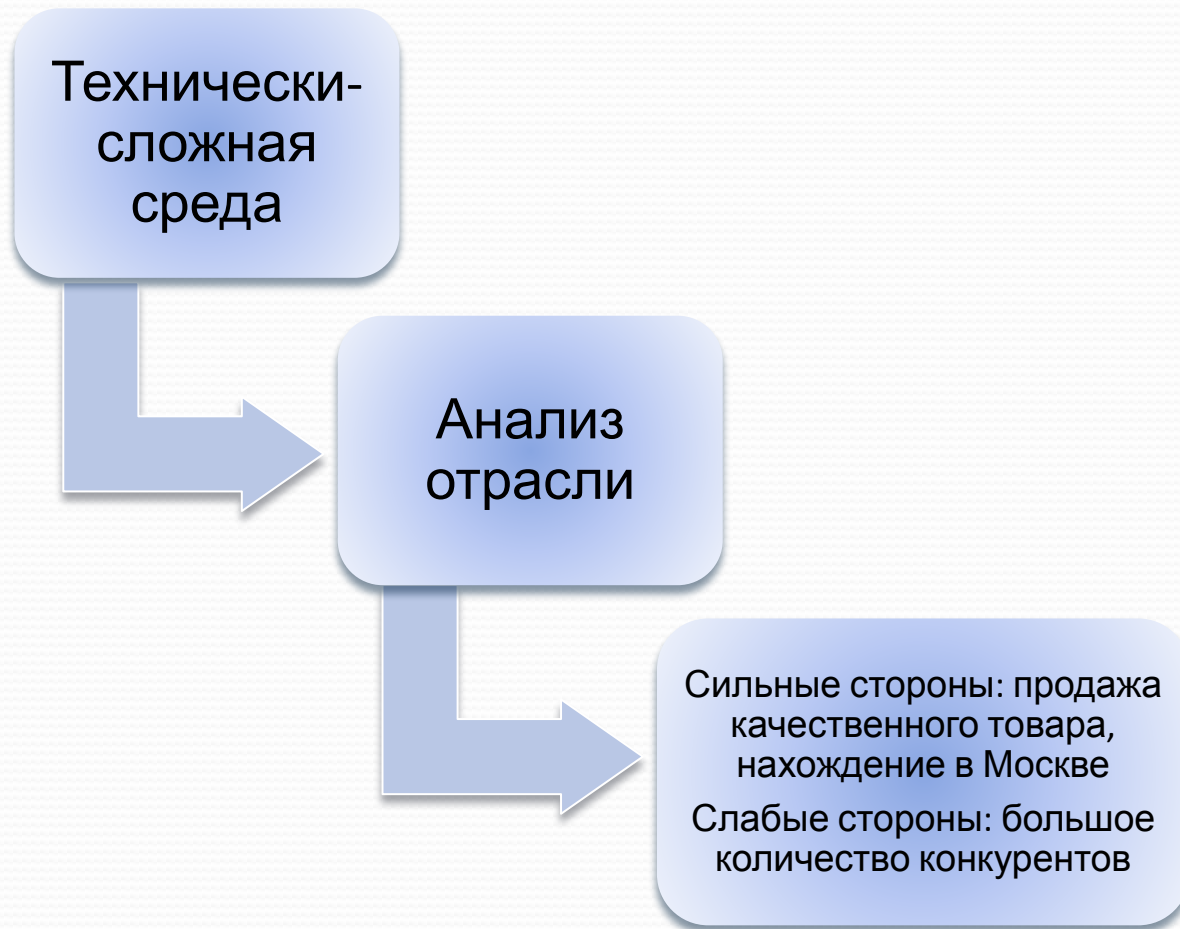 Технически-
сложная
среда
Анализ
отрасли
Сильные стороны: продажа
качественного товара,
нахождение в Москве
Слабые стороны: большое
количество конкурентов